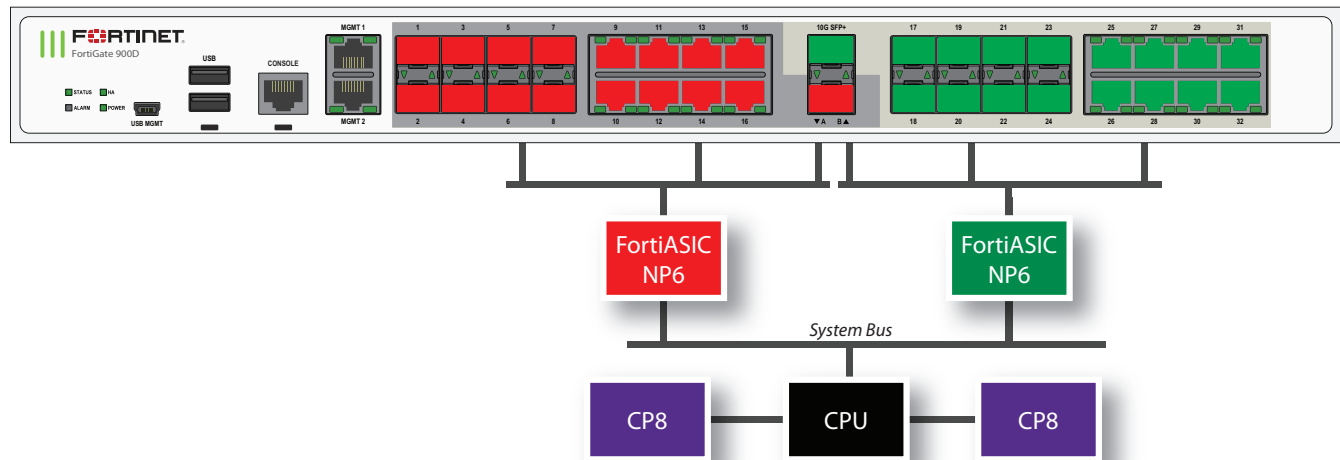 FORTINET
FortiGate 900D
STATUS HA
ALARM POWER
USB MGMT
USB
CONSOLE
MGMT 1
MGMT 2
1 3 5 7
2 4 6 8
9 11 13 15
10 12 14 16
10G SFP+
A B
17 19 21 23
18 20 22 24
25 27 29 31
26 28 30 32
FortiASIC
NP6
FortiASIC
NP6
System Bus
CP8
CPU
CP8